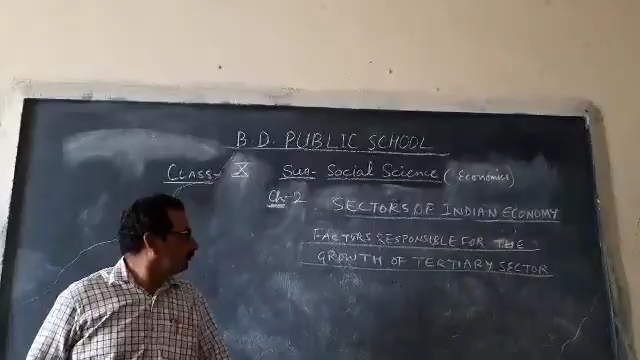 B.D. PUBLIC SCHOOL
CLASS- X SUB- SOCIAL SCIENCE (Economics)
Ch-2 SECTORS OF INDIAN ECONOMY
FACTORS RESPONSIBLE FOR THE
GROWTH OF TERTIARY SECTOR